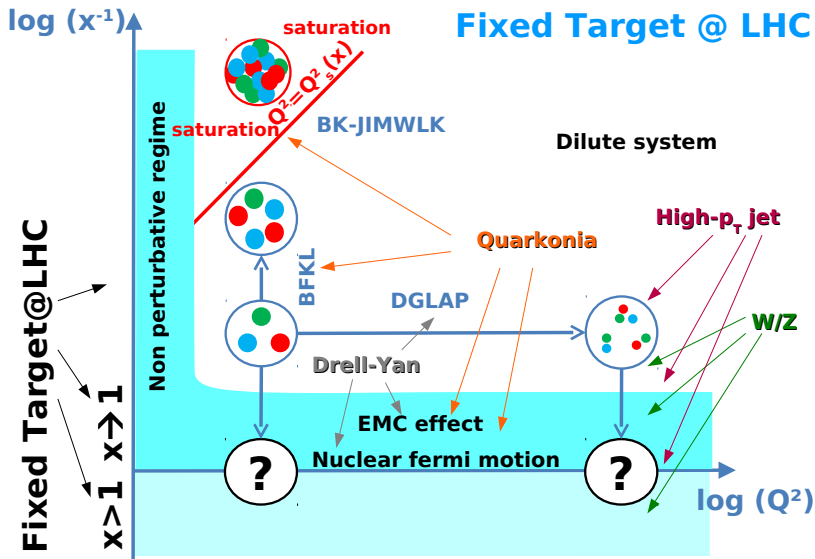 log (x⁻¹)
Fixed Target @ LHC
saturation
Q²=Q²ₛ(x)
saturation
BK-JIMWLK
Dilute system
Non perturbative regime
High-p_T jet
Quarkonia
BFKL
DGLAP
W/Z
Fixed Target@LHC
Drell-Yan
x→1
EMC effect
Nuclear fermi motion
?
?
x>1
log (Q²)